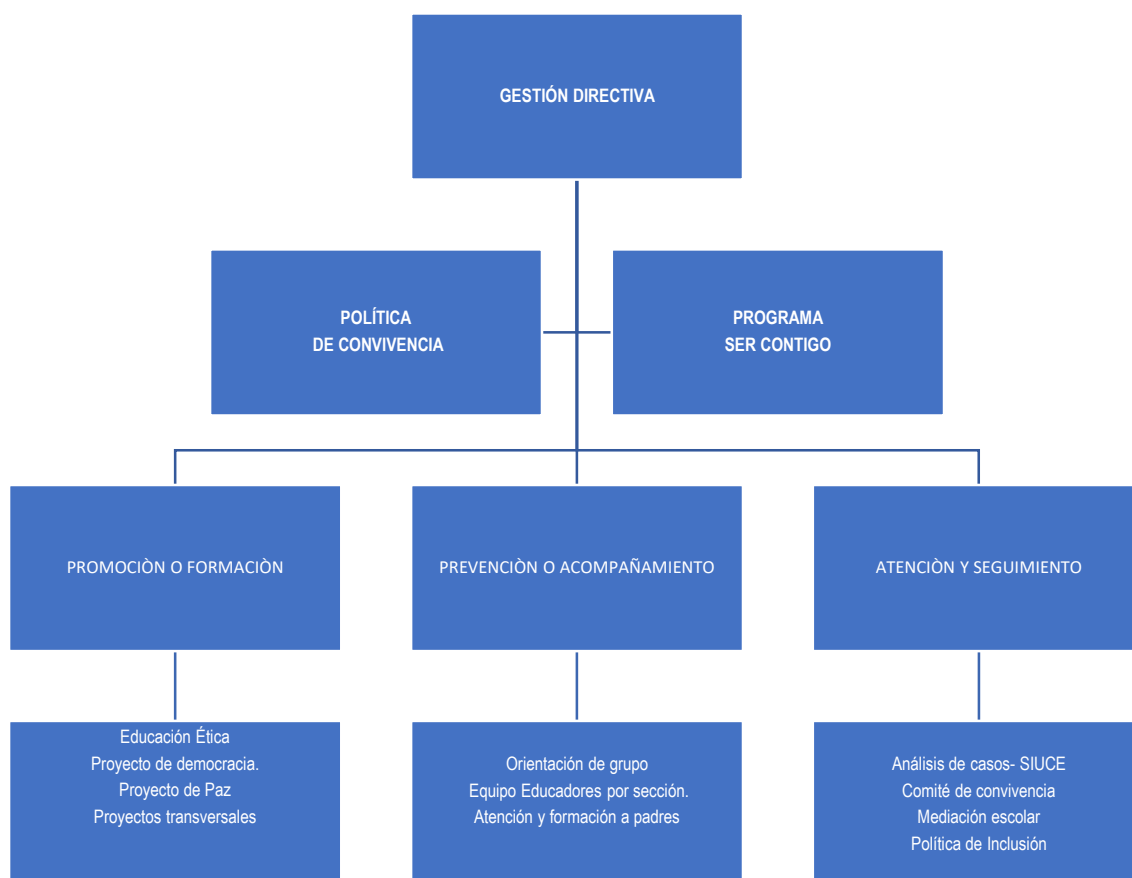 GESTIÓN DIRECTIVA
POLÍTICA
DE CONVIVENCIA
PROGRAMA
SER CONTIGO
PROMOCIÒN O FORMACIÒN
PREVENCIÒN O ACOMPAÑAMIENTO
ATENCIÒN Y SEGUIMIENTO
Educación Ética
Proyecto de democracia.
Proyecto de Paz
Proyectos transversales
Orientación de grupo
Equipo Educadores por sección.
Atención y formación a padres
Análisis de casos- SIUCE
Comité de convivencia
Mediación escolar
Política de Inclusión